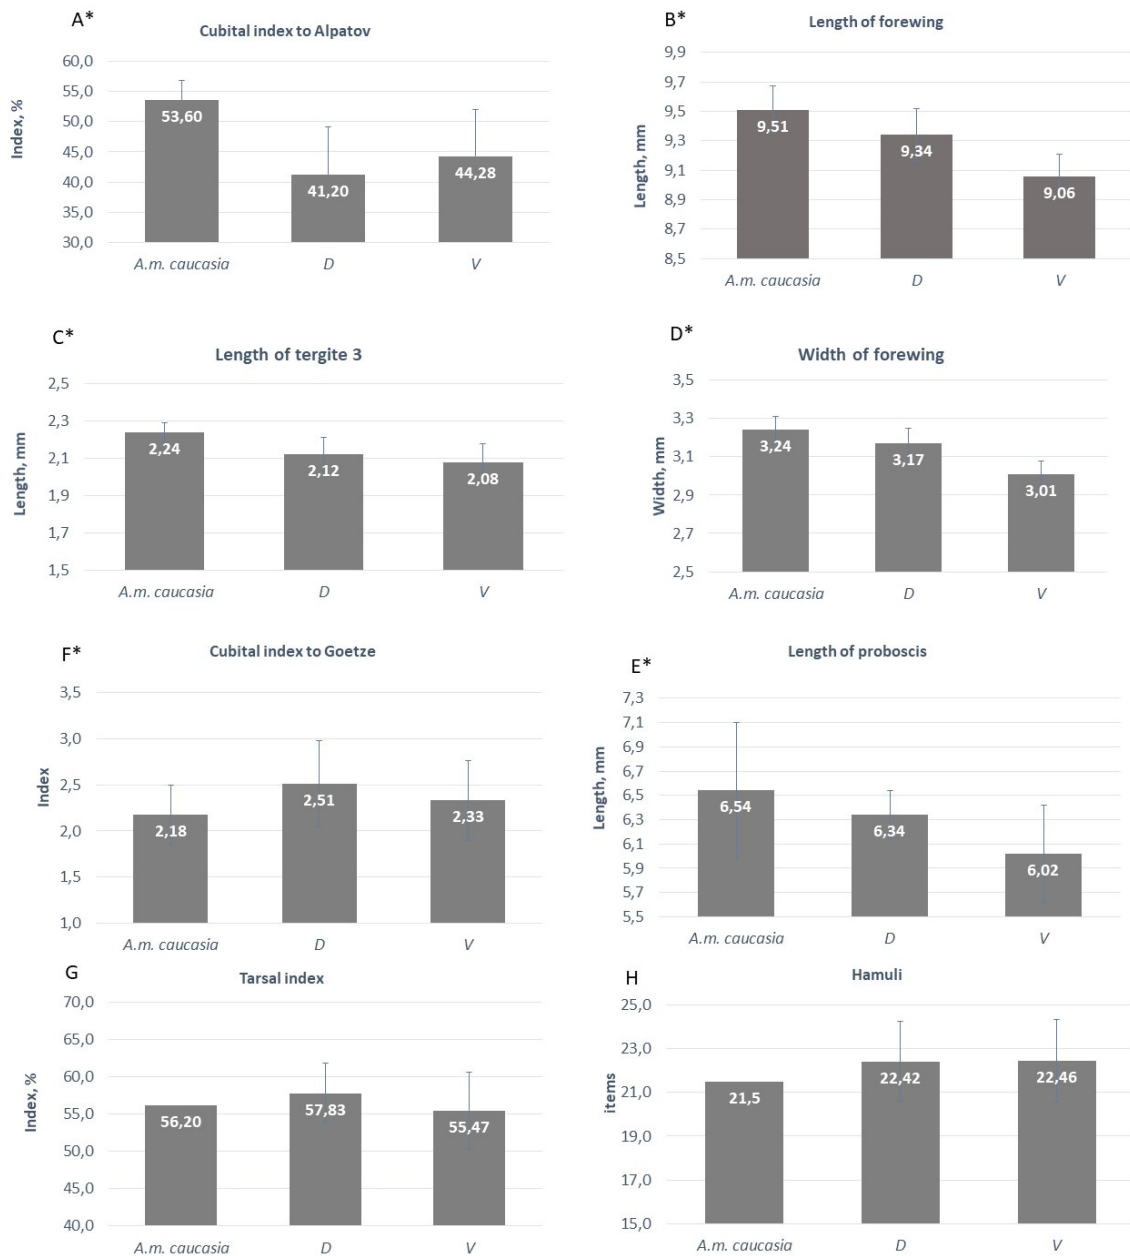 A*
Cubital index to Alpatov
Index, %
60,0
55,0
50,0
45,0
40,0
35,0
30,0
53,60
41,20
44,28
A.m. caucasia D V
B*
Length of forewing
Length, mm
9,9
9,7
9,5
9,3
9,1
8,9
8,7
8,5
9,51
9,34
9,06
A.m. caucasia D V
C*
Length of tergite 3
Length, mm
2,5
2,3
2,1
1,9
1,7
1,5
2,24
2,12
2,08
A.m. caucasia D V
D*
Width of forewing
Width, mm
3,5
3,3
3,1
2,9
2,7
2,5
3,24
3,17
3,01
A.m. caucasia D V
F*
Cubital index to Goetze
Index
3,5
3,0
2,5
2,0
1,5
1,0
2,18
2,51
2,33
A.m. caucasia D V
E*
Length of proboscis
Length, mm
7,3
7,1
6,9
6,7
6,5
6,3
6,1
5,9
5,7
5,5
6,54
6,34
6,02
A.m. caucasia D V
G
Tarsal index
Index, %
70,0
65,0
60,0
55,0
50,0
45,0
40,0
56,20
57,83
55,47
A.m. caucasia D V
H
Hamuli
items
25,0
23,0
21,0
19,0
17,0
15,0
21,5
22,42
22,46
A.m. caucasia D V